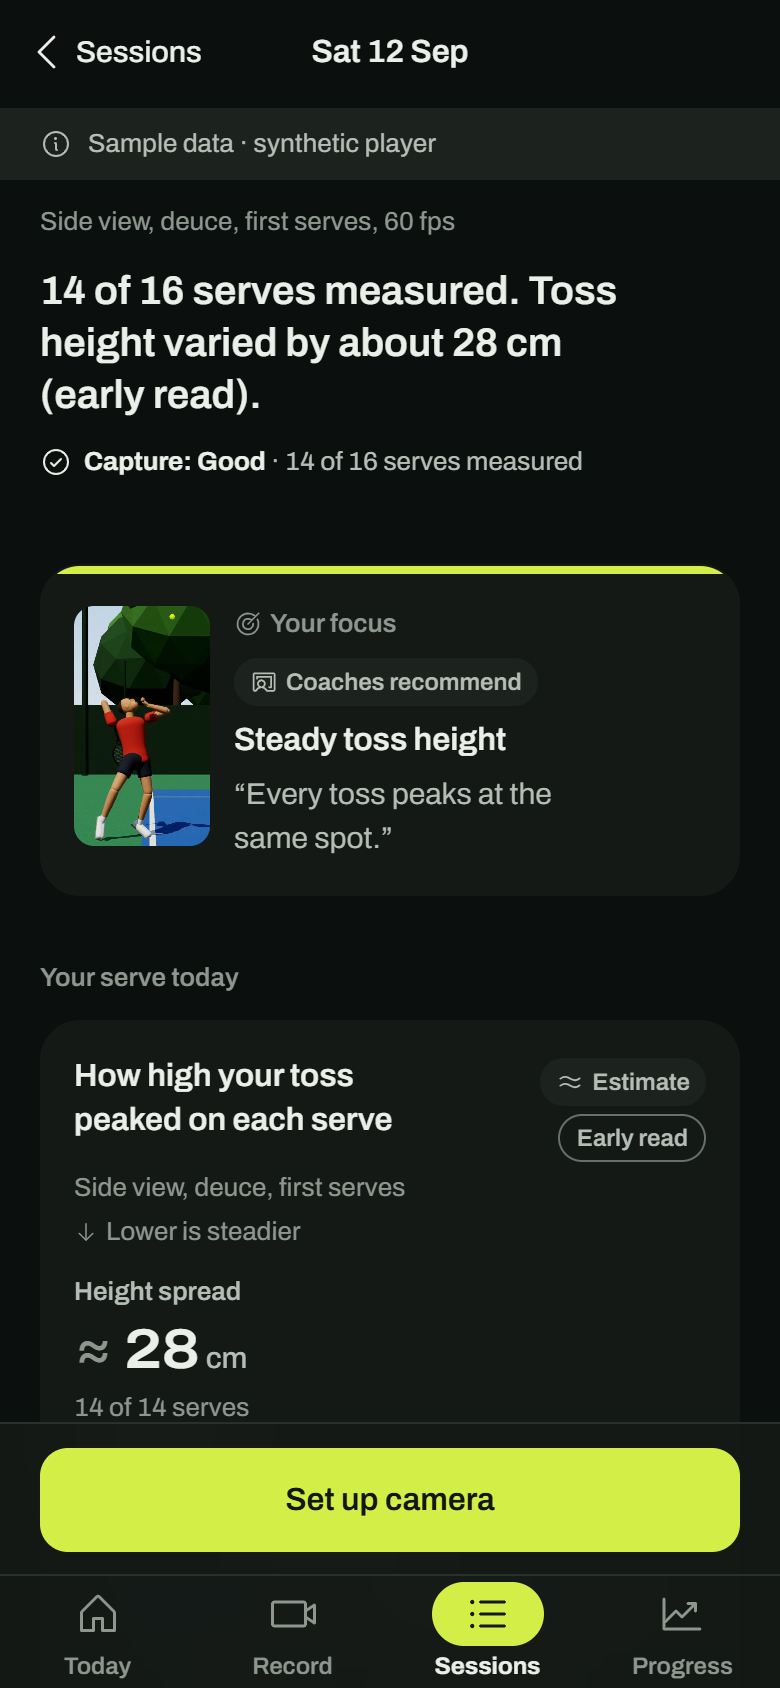 Sessions
Sat 12 Sep
Sample data · synthetic player
Side view, deuce, first serves, 60 fps
14 of 16 serves measured. Toss
height varied by about 28 cm
(early read).
Capture: Good · 14 of 16 serves measured
Your focus
Coaches recommend
Steady toss height
“Every toss peaks at the
same spot.”
Your serve today
How high your toss
peaked on each serve
≈ Estimate
Early read
Side view, deuce, first serves
↓ Lower is steadier
Height spread
≈ 28 cm
14 of 14 serves
Set up camera
Today
Record
Sessions
Progress